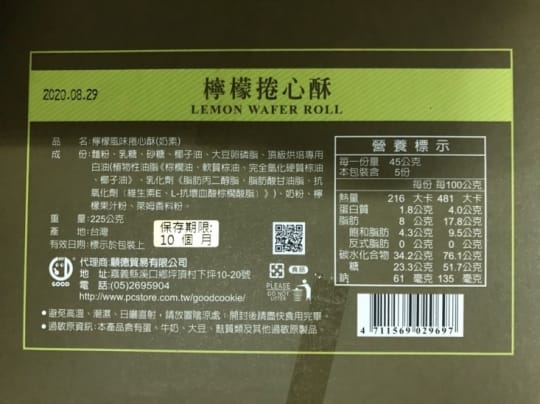 2020.08.29
檸檬捲心酥
LEMON WAFER ROLL
品 名:檸檬風味捲心酥(奶素)
成 份:麵粉、乳糖、砂糖、椰子油、大豆卵磷脂、頂級烘培專用
白油(植物性油脂《棕櫚油、軟質棕油、完全氫化硬質棕油
、椰子油》、乳化劑《脂肪丙二醇脂、脂肪酸甘油脂、抗
氧化劑（維生素E、L-抗壞血酸棕櫚酸脂）》)、奶粉、檸
檬果汁粉、萊姆香料粉。
重 量:225公克
產 地:台灣
有效日期:標示於包裝上
保存期限:
10 個 月
GOOD
代理商:顧德貿易有限公司
地 址:嘉義縣溪口鄉坪頂村下坪10-20號
電 話:(05)2695904
http://www.pcstore.com.tw/goodcookie/
食品
PLEASE
DO NOT
LITTER
營養標示
每一份量 45公克
本包裝含 5份
每份 每100公克
熱量 216 大卡 481 大卡
蛋白質 1.8公克 4.0公克
脂肪 8 公克 17.8公克
飽和脂肪 4.3公克 9.5公克
反式脂肪 0 公克 0公克
碳水化合物 34.2公克 76.1公克
糖 23.3公克 51.7公克
鈉 61 毫克 135 毫克
4 711569 029697
●避免高溫、潮濕、日曬直射，請放置陰涼處，開封後請盡快食用完畢。
●過敏原資訊:本產品含有蛋、牛奶、大豆、麩質類及其他過敏原製品。